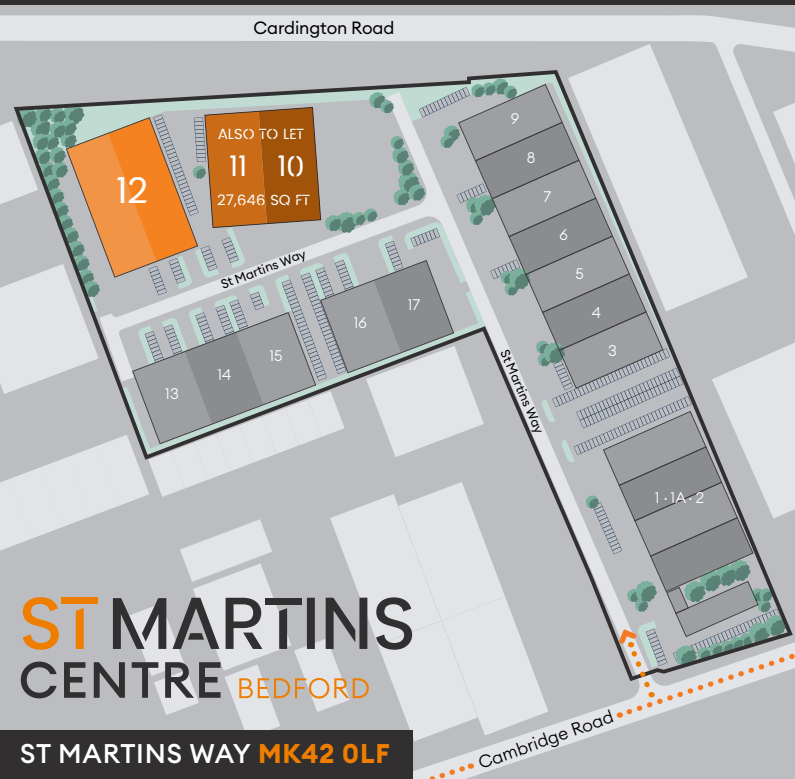 Cardington Road
9
8
7
6
5
4
3
1 · 1A · 2
12
ALSO TO LET
11 10
27,646 SQ FT
St Martins Way
17
16
15
14
13
St Martins Way
ST MARTINS
CENTRE BEDFORD
ST MARTINS WAY MK42 0LF
Cambridge Road